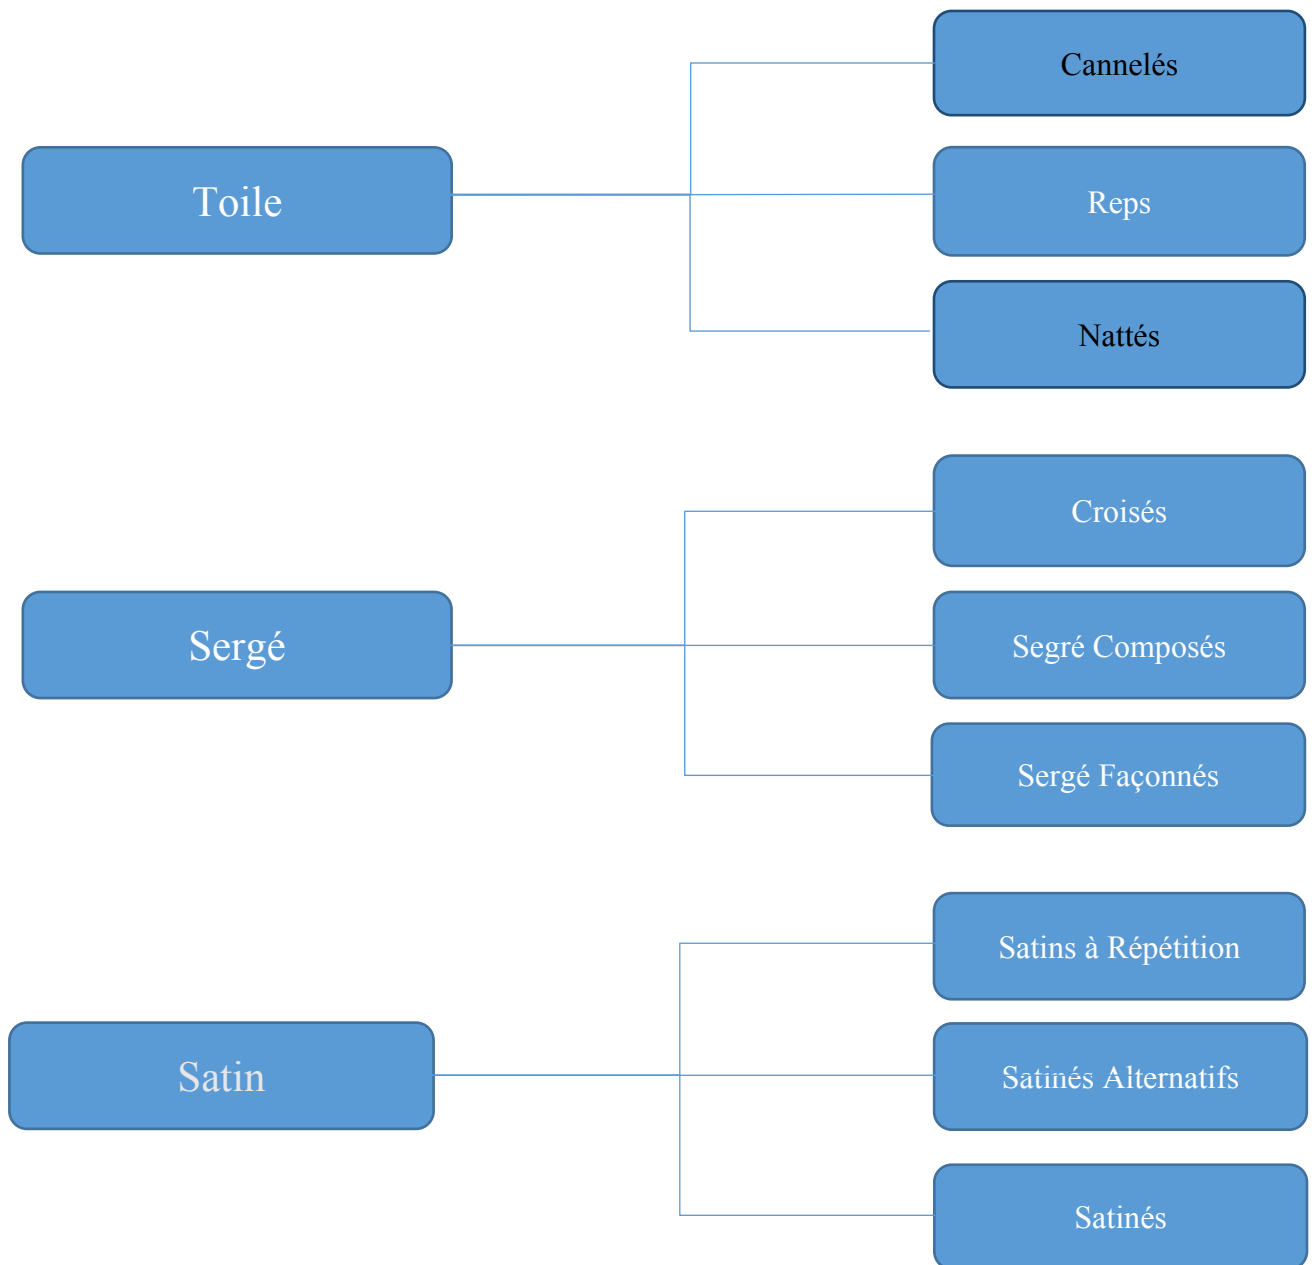 Toile
Cannelés
Reps
Nattés
Sergé
Croisés
Segré Composés
Sergé Façonnés
Satin
Satins à Répétition
Satinés Alternatifs
Satinés